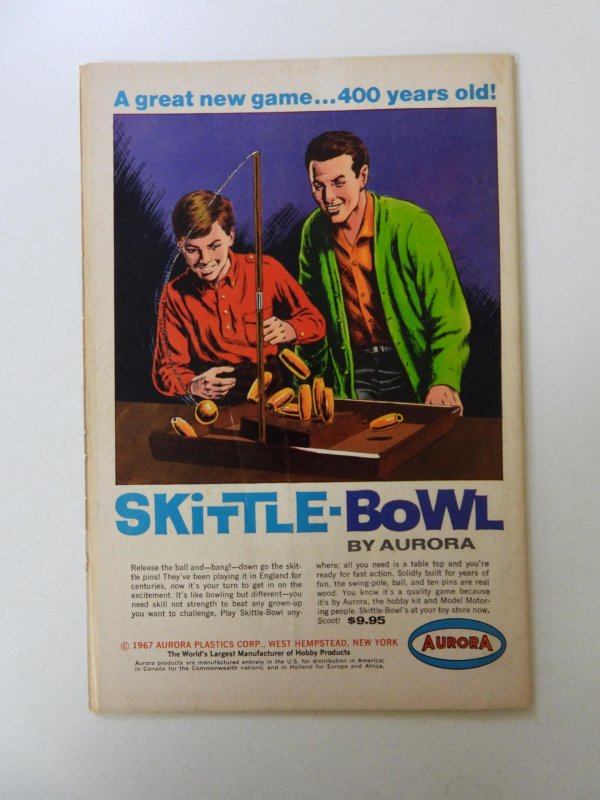 A great new game...400 years old!
SKiTTLE-BoWL
BY AURORA
Release the ball and—bang!—down go the skit-
tle pins! They've been playing it in England for
centuries, now it's your turn to get in on the
excitement. It's like bowling but different—you
need skill not strength to beat any grown-up
you want to challenge. Play Skittle-Bowl any-
where; all you need is a table top and you're
ready for fast action. Solidly built for years of
fun, the swing-pole, ball, and ten pins are real
wood. You know it's a quality game because
it's by Aurora, the hobby kit and Model Motor-
ing people. Skittle-Bowl's at your toy store now.
Scoot! $9.95
© 1967 AURORA PLASTICS CORP., WEST HEMPSTEAD, NEW YORK
The World's Largest Manufacturer of Hobby Products
Aurora products are manufactured entirely in the U.S. for distribution in America;
in Canada for the Commonwealth nations; and in Holland for Europe and Africa.
AURORA